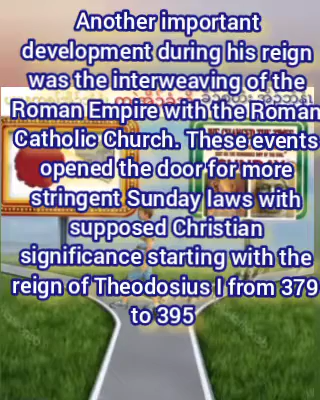 Another important
development during his reign
was the interweaving of the
Roman Empire with the Roman
Catholic Church. These events
opened the door for more
stringent Sunday laws with
supposed Christian
significance starting with the
reign of Theodosius I from 379
to 395